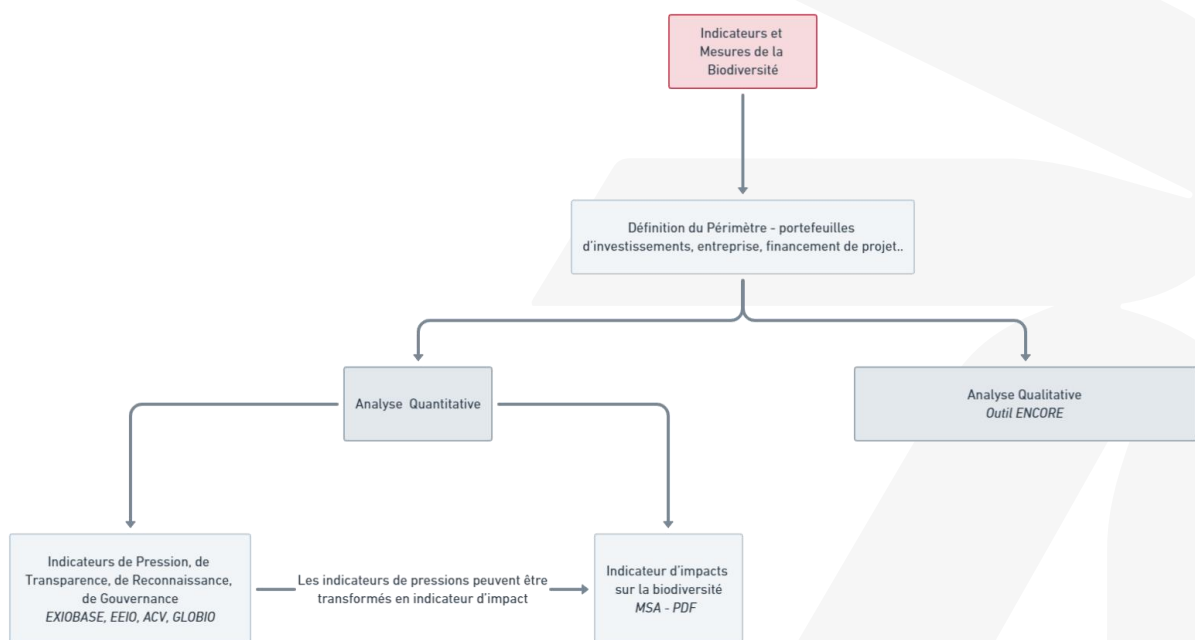 Indicateurs et
Mesures de la
Biodiversité
Définition du Périmètre - portefeuilles
d'investissements, entreprise, financement de projet..
Analyse Quantitative
Analyse Qualitative
Outil ENCORE
Indicateurs de Pression, de
Transparence, de Reconnaissance,
de Gouvernance
EXIOBASE, EEIO, ACV, GLOBIO
Les indicateurs de pressions peuvent être
transformés en indicateur d'impact
Indicateur d'impacts
sur la biodiversité
MSA - PDF